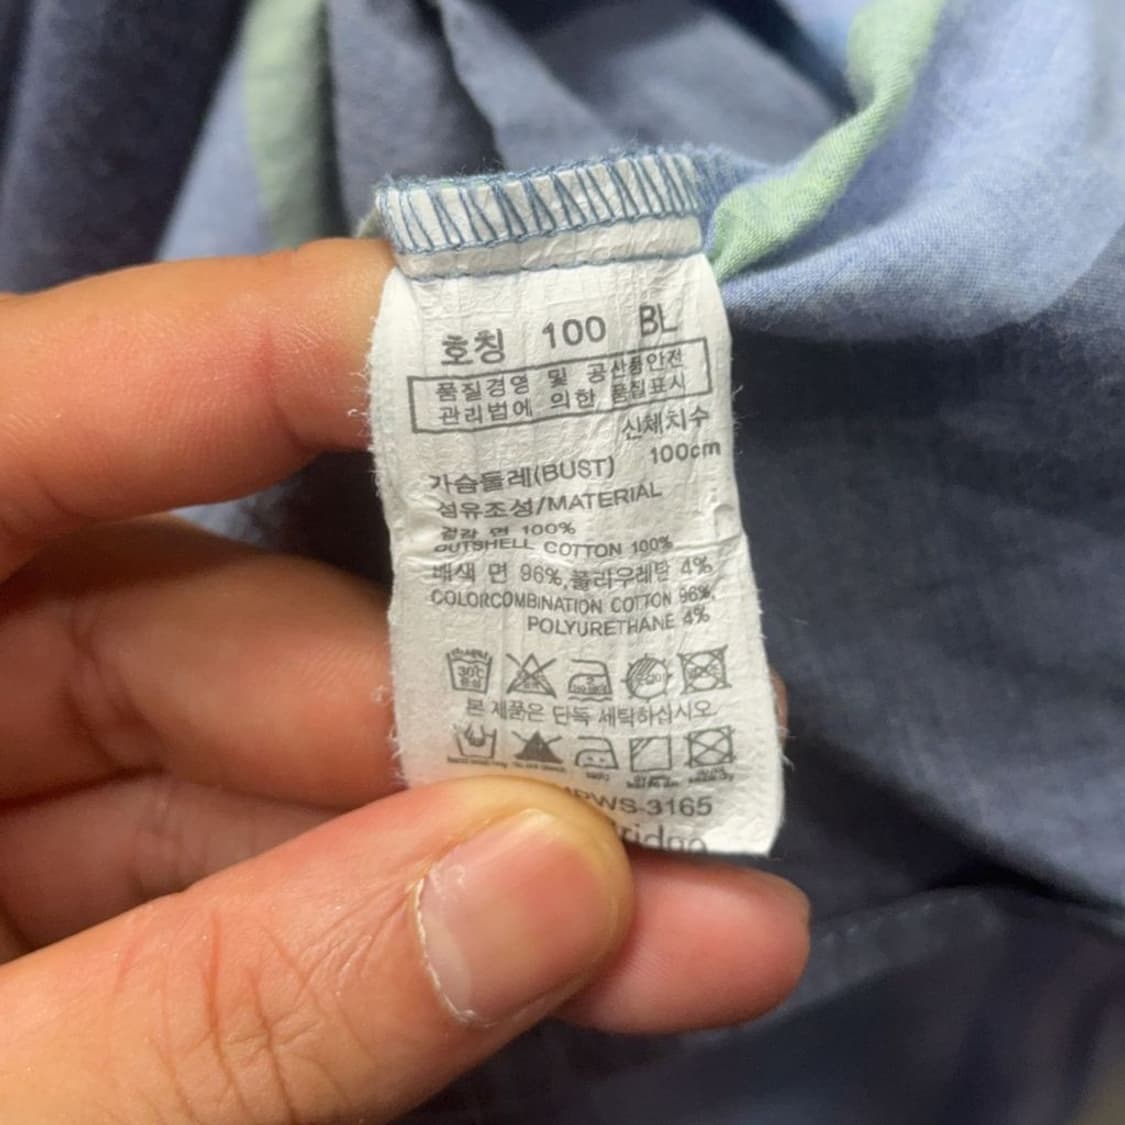 호칭 100 BL
품질경영 및 공산품안전
관리법에 의한 품질표시
신체치수
가슴둘레(BUST) 100cm
섬유조성/MATERIAL
겉감 면 100%
OUTSHELL COTTON 100%
배색 면 96%,폴리우레탄 4%
COLORCOMBINATION COTTON 96%,
POLYURETHANE 4%
30℃
본 제품은 단독 세탁하십시오.
WS-3165